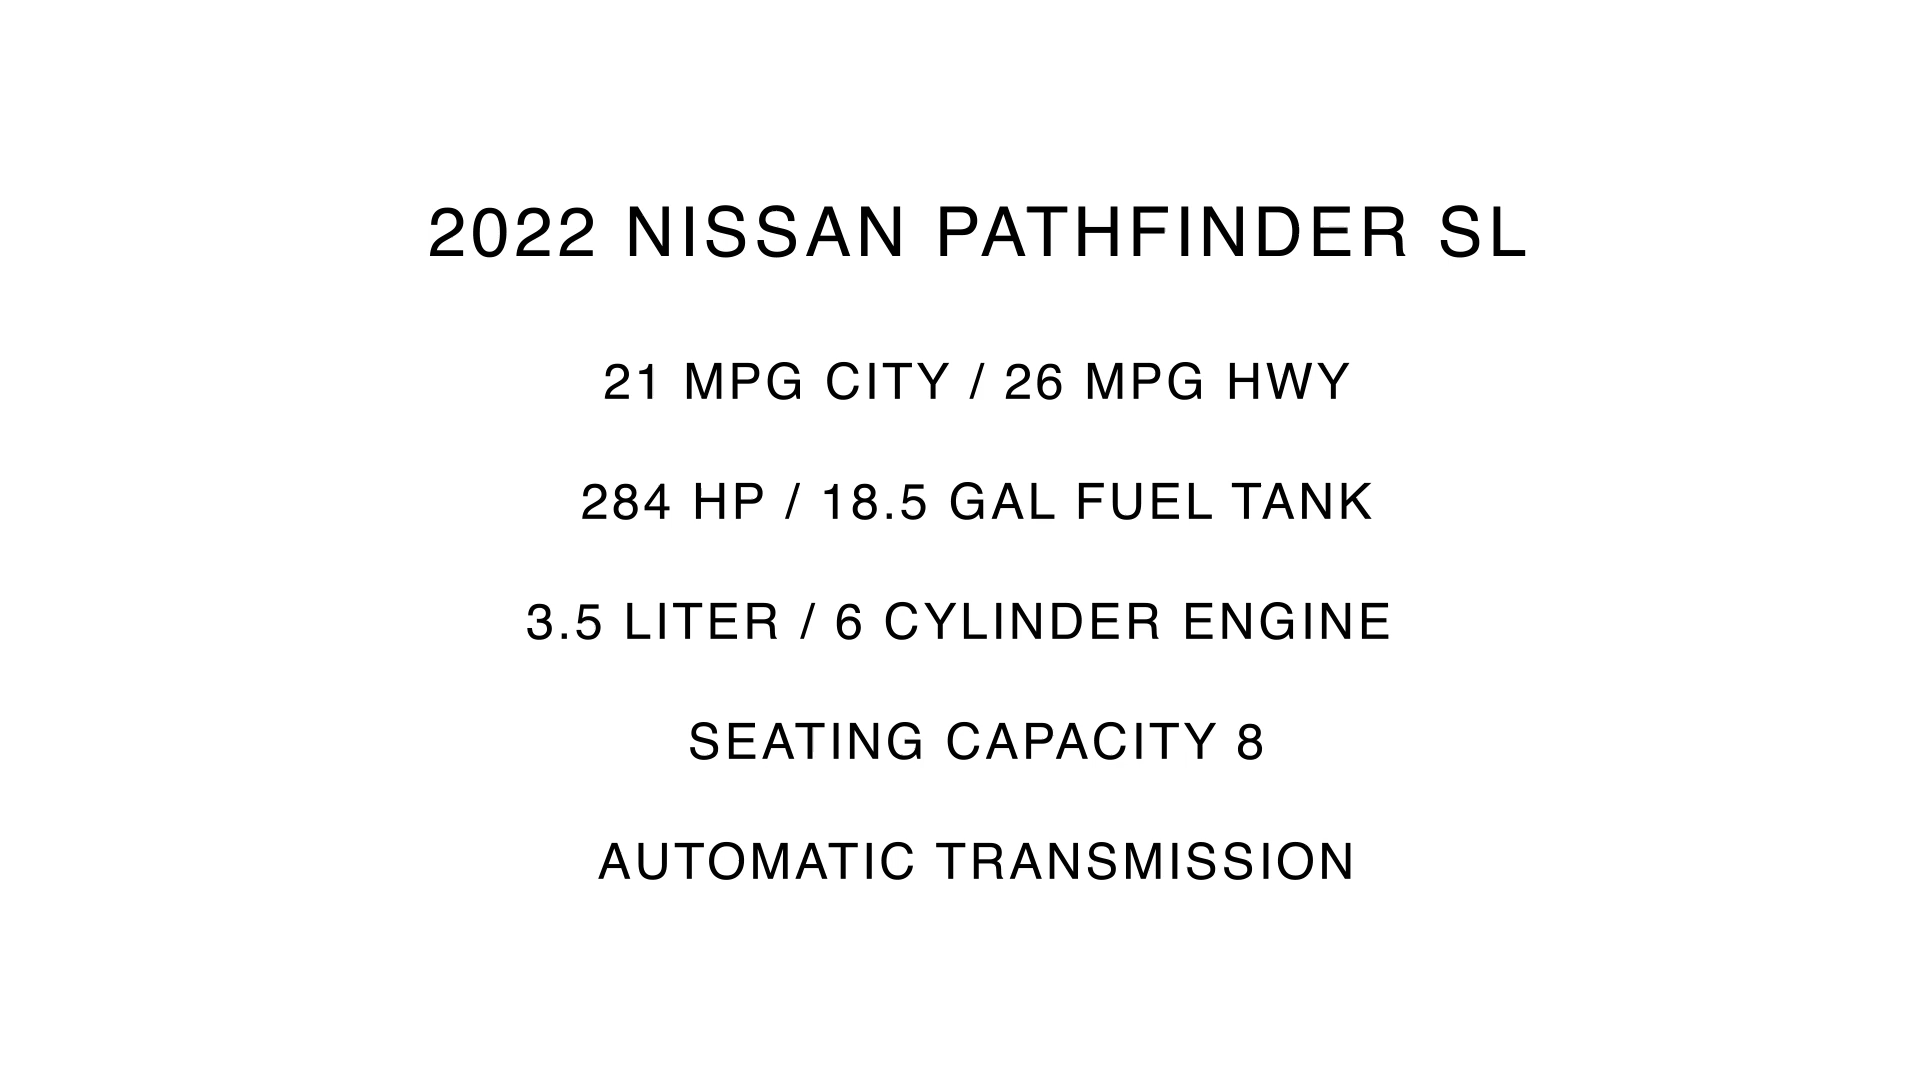 2022 NISSAN PATHFINDER SL
21 MPG CITY / 26 MPG HWY
284 HP / 18.5 GAL FUEL TANK
3.5 LITER / 6 CYLINDER ENGINE
SEATING CAPACITY 8
AUTOMATIC TRANSMISSION